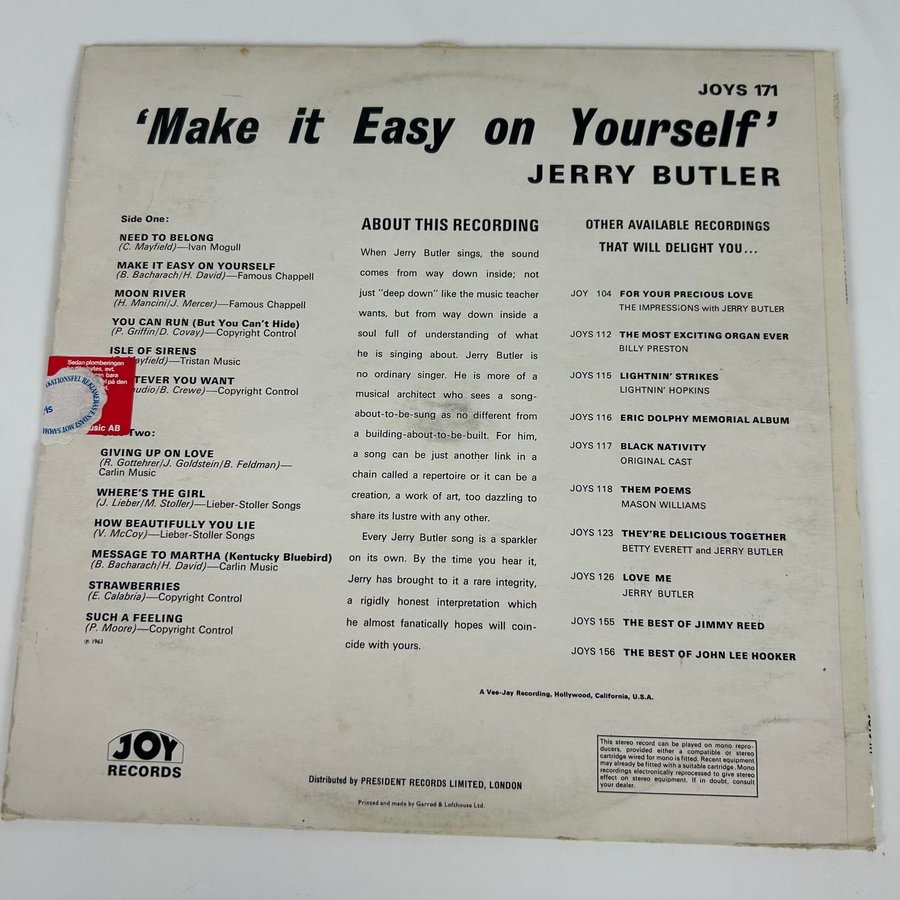 JOYS 171
‘Make it Easy on Yourself’
JERRY BUTLER
Side One:
NEED TO BELONG
(C. Mayfield)—Ivan Mogull
MAKE IT EASY ON YOURSELF
(B. Bacharach/H. David)—Famous Chappell
MOON RIVER
(H. Mancini/J. Mercer)—Famous Chappell
YOU CAN RUN (But You Can't Hide)
(P. Griffin/D. Covay)—Copyright Control
ISLE OF SIRENS
Mayfield)—Tristan Music
YOU WANT
B. Crewe)—Copyright Control
Two:
GIVING UP ON LOVE
(R. Gottehrer/J. Goldstein/B. Feldman)—
Carlin Music
WHERE'S THE GIRL
(J. Lieber/M. Stoller)—Lieber-Stoller Songs
HOW BEAUTIFULLY YOU LIE
(V. McCoy)—Lieber-Stoller Songs
MESSAGE TO MARTHA (Kentucky Bluebird)
(B. Bacharach/H. David)—Carlin Music
STRAWBERRIES
(E. Calabria)—Copyright Control
SUCH A FEELING
(P. Moore)—Copyright Control
℗ 1963
Sedan plomberingen
bara
på den
AB
ABOUT THIS RECORDING
When Jerry Butler sings, the sound
comes from way down inside; not
just "deep down" like the music teacher
wants, but from way down inside a
soul full of understanding of what
he is singing about. Jerry Butler is
no ordinary singer. He is more of a
musical architect who sees a song-
about-to-be-sung as no different from
a building-about-to-be-built. For him,
a song can be just another link in a
chain called a repertoire or it can be a
creation, a work of art, too dazzling to
share its lustre with any other.
Every Jerry Butler song is a sparkler
on its own. By the time you hear it,
Jerry has brought to it a rare integrity,
a rigidly honest interpretation which
he almost fanatically hopes will coin-
cide with yours.
OTHER AVAILABLE RECORDINGS
THAT WILL DELIGHT YOU...
JOY 104 FOR YOUR PRECIOUS LOVE
THE IMPRESSIONS with JERRY BUTLER
JOYS 112 THE MOST EXCITING ORGAN EVER
BILLY PRESTON
JOYS 115 LIGHTNIN' STRIKES
LIGHTNIN' HOPKINS
JOYS 116 ERIC DOLPHY MEMORIAL ALBUM
JOYS 117 BLACK NATIVITY
ORIGINAL CAST
JOYS 118 THEM POEMS
MASON WILLIAMS
JOYS 123 THEY'RE DELICIOUS TOGETHER
BETTY EVERETT and JERRY BUTLER
JOYS 126 LOVE ME
JERRY BUTLER
JOYS 155 THE BEST OF JIMMY REED
JOYS 156 THE BEST OF JOHN LEE HOOKER
A Vee-Jay Recording, Hollywood, California, U.S.A.
JOY
RECORDS
Distributed by PRESIDENT RECORDS LIMITED, LONDON
Printed and made by Garrod & Lofthouse Ltd.
This stereo record can be played on mono repro-
ducers, provided either a compatible or stereo
cartridge wired for mono is fitted. Recent equipment
may already be fitted with a suitable cartridge. Mono
recordings electronically reprocessed to give stereo
effect on stereo equipment. If in doubt, consult
your dealer.